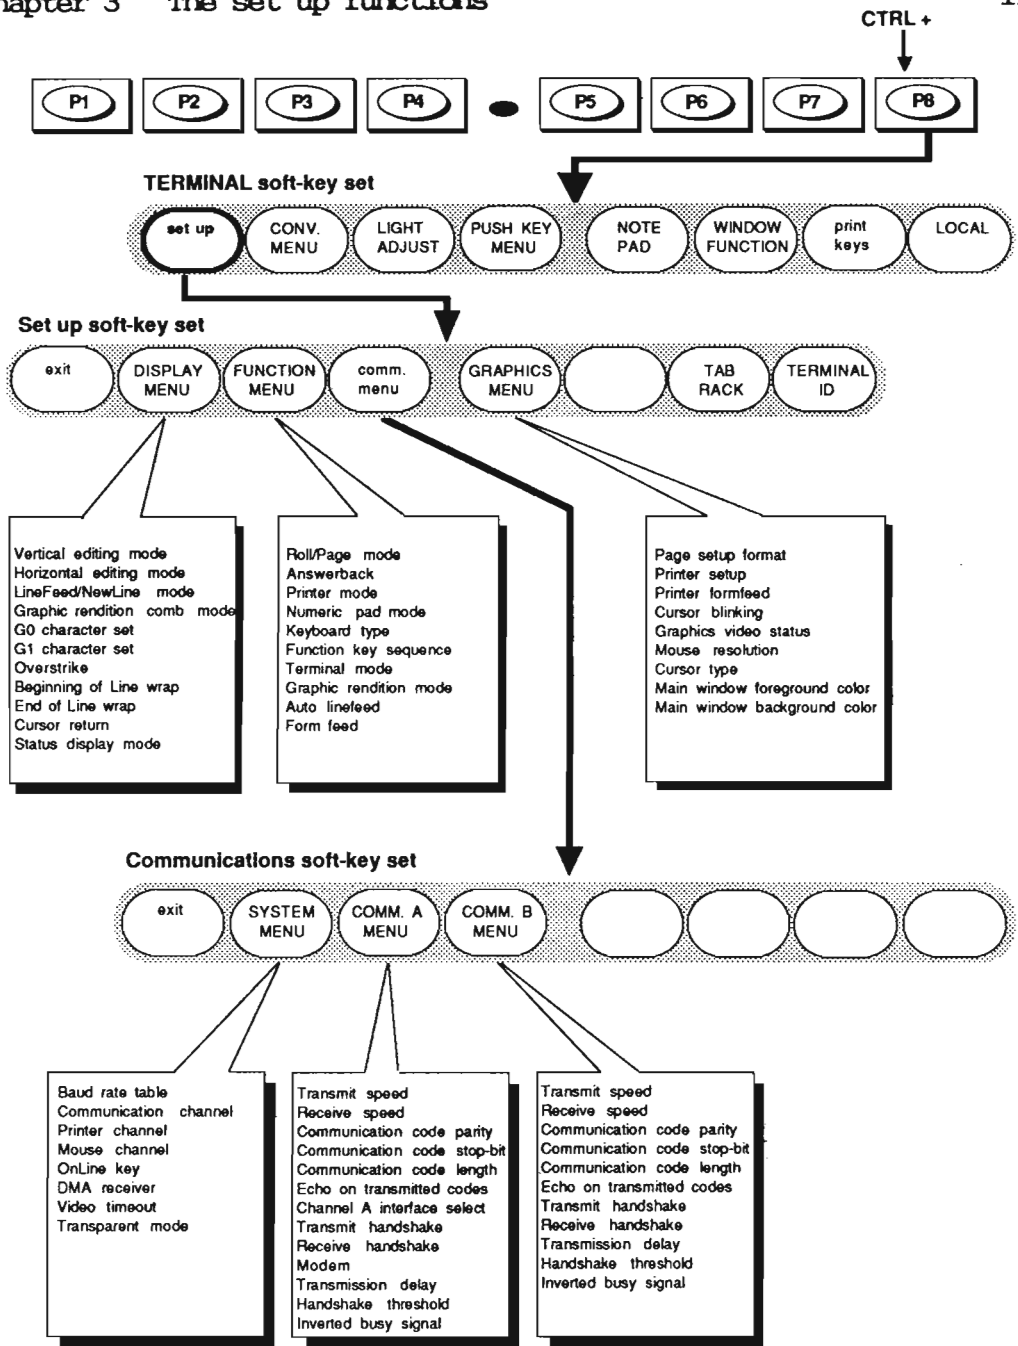 hapter 3 The set up functions
CTRL +
P1 P2 P3 P4 P5 P6 P7 P8
TERMINAL soft-key set
set up
CONV.
MENU
LIGHT
ADJUST
PUSH KEY
MENU
NOTE
PAD
WINDOW
FUNCTION
print
keys
LOCAL
Set up soft-key set
exit
DISPLAY
MENU
FUNCTION
MENU
comm.
menu
GRAPHICS
MENU
TAB
RACK
TERMINAL
ID
Vertical editing mode
Horizontal editing mode
LineFeed/NewLine mode
Graphic rendition comb mode
G0 character set
G1 character set
Overstrike
Beginning of Line wrap
End of Line wrap
Cursor return
Status display mode
Roll/Page mode
Answerback
Printer mode
Numeric pad mode
Keyboard type
Function key sequence
Terminal mode
Graphic rendition mode
Auto linefeed
Form feed
Page setup format
Printer setup
Printer formfeed
Cursor blinking
Graphics video status
Mouse resolution
Cursor type
Main window foreground color
Main window background color
Communications soft-key set
exit
SYSTEM
MENU
COMM. A
MENU
COMM. B
MENU
Baud rate table
Communication channel
Printer channel
Mouse channel
OnLine key
DMA receiver
Video timeout
Transparent mode
Transmit speed
Receive speed
Communication code parity
Communication code stop-bit
Communication code length
Echo on transmitted codes
Channel A interface select
Transmit handshake
Receive handshake
Modem
Transmission delay
Handshake threshold
Inverted busy signal
Transmit speed
Receive speed
Communication code parity
Communication code stop-bit
Communication code length
Echo on transmitted codes
Transmit handshake
Receive handshake
Transmission delay
Handshake threshold
Inverted busy signal